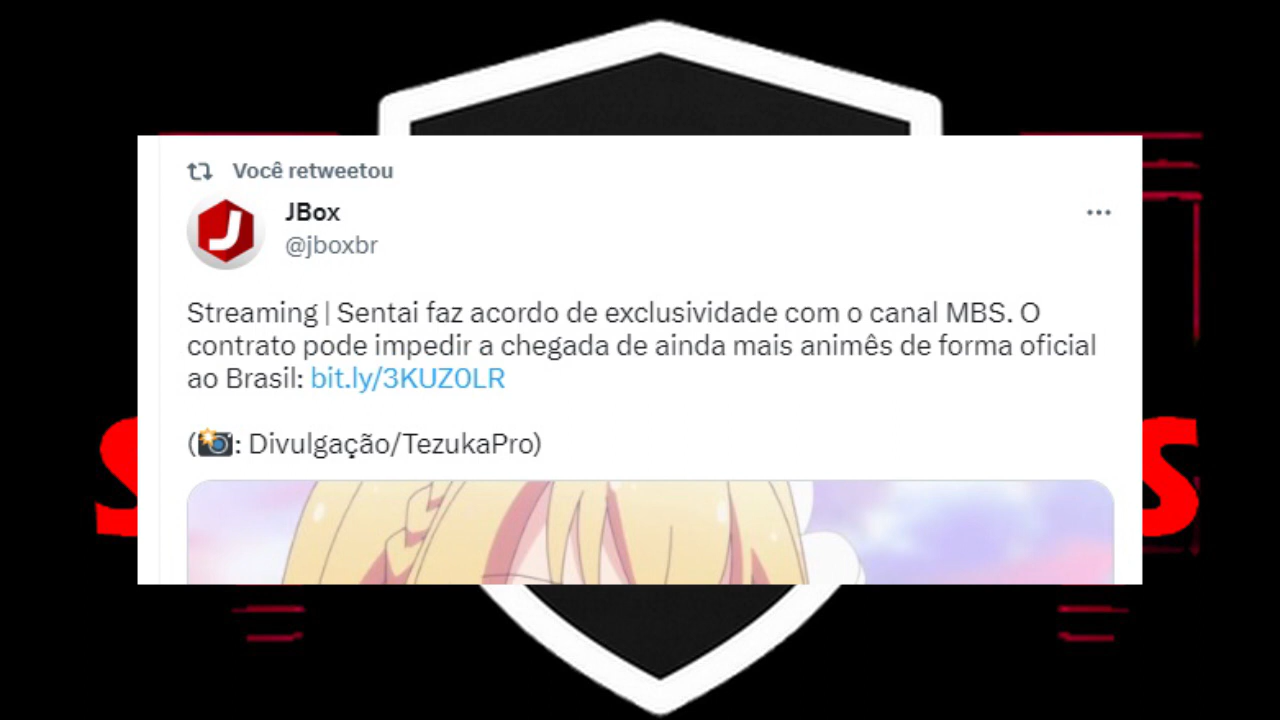 Você retweetou
JBox
@jboxbr
Streaming | Sentai faz acordo de exclusividade com o canal MBS. O
contrato pode impedir a chegada de ainda mais animês de forma oficial
ao Brasil: bit.ly/3KUZ0LR
(📸: Divulgação/TezukaPro)